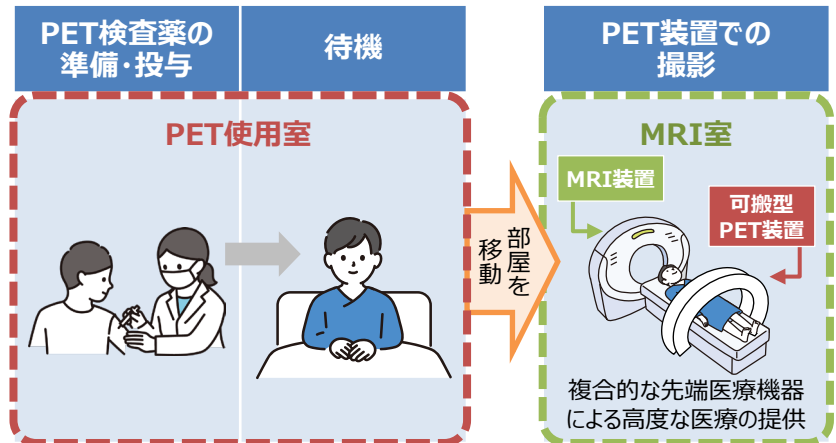 PET検査薬の
準備・投与
待機
PET装置での
撮影
PET使用室
部屋を
移動
MRI室
MRI装置
可搬型
PET装置
複合的な先端医療機器
による高度な医療の提供